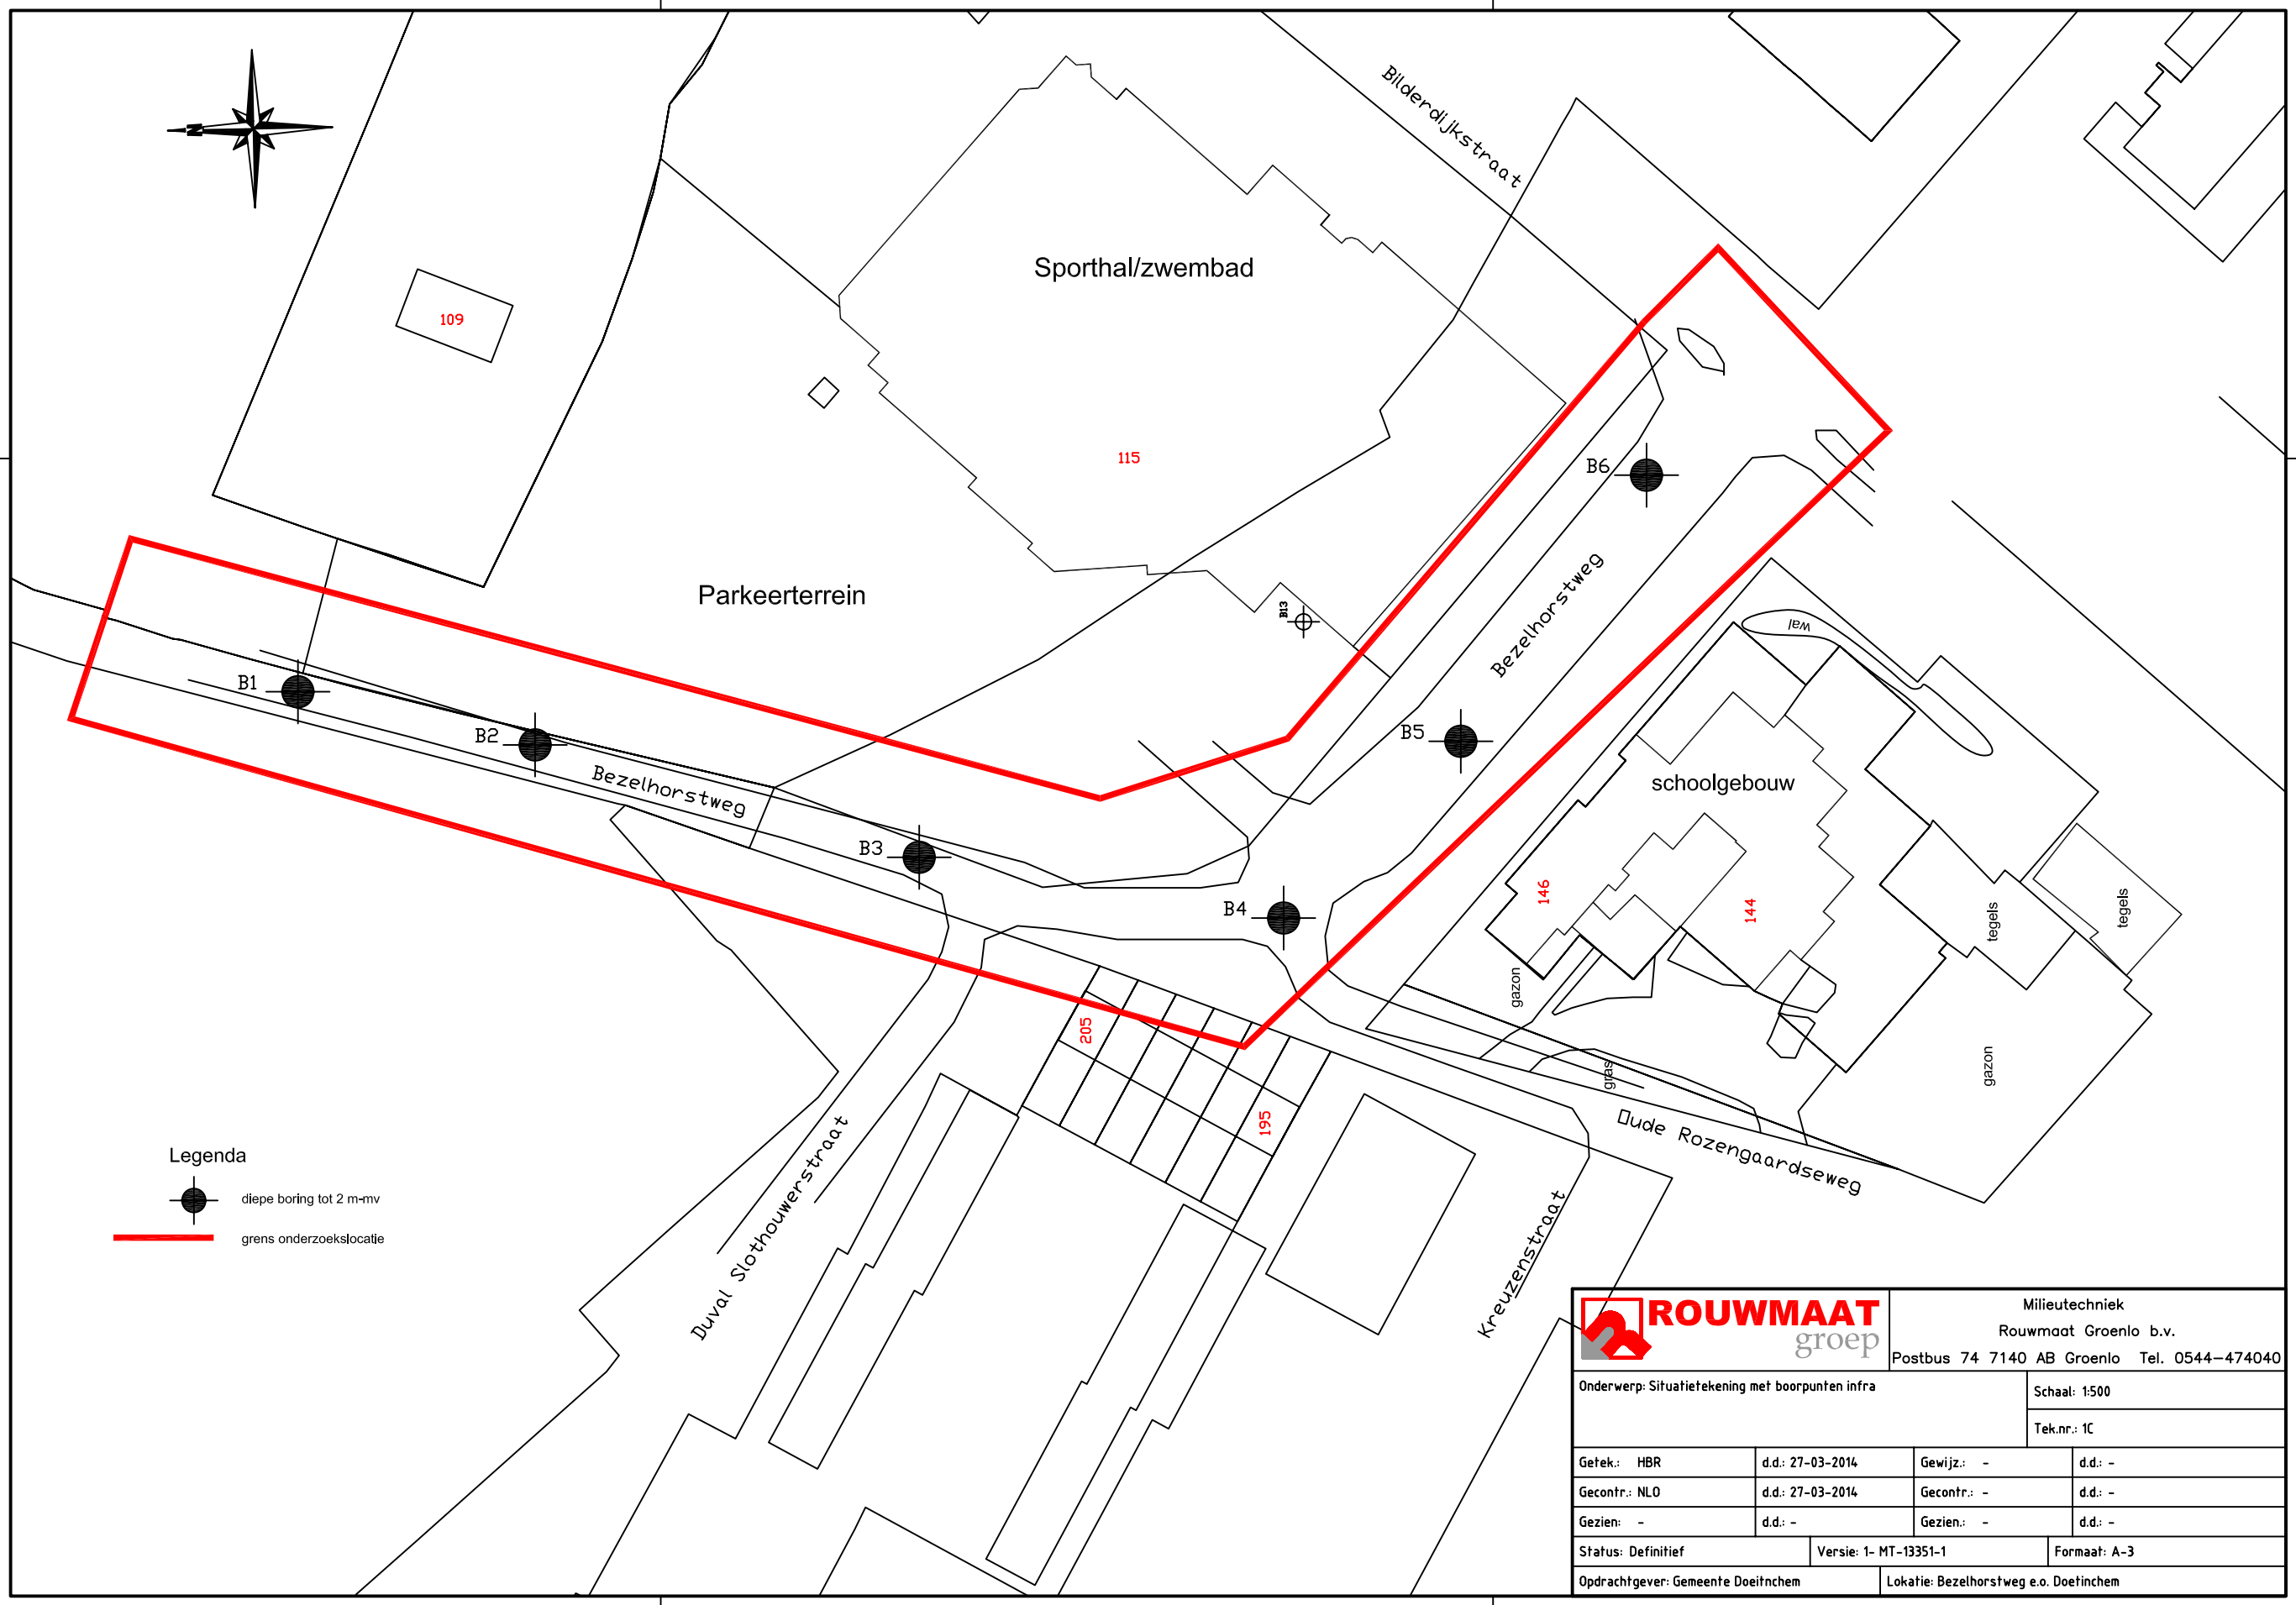 N
Bilderdijkstraat
Sporthal/zwembad
109
115
B6
Parkeerterrein
B13
Bezelhorstweg
Wal
B1
B2
B5
Bezelhorstweg
schoolgebouw
B3
146
144
B4
tegels
tegels
gazon
205
gras
gazon
195
Oude Rozengaardseweg
Duval Slothouwerstraat
Kreuzenstraat
Legenda
diepe boring tot 2 m-mv
grens onderzoekslocatie
ROUWMAAT
groep
Milieutechniek
Rouwmaat Groenlo b.v.
Postbus 74 7140 AB Groenlo Tel. 0544-474040
Onderwerp: Situatietekening met boorpunten infra
Schaal: 1:500
Tek.nr.: 1C
Getek.: HBR d.d.: 27-03-2014 Gewijz.: - d.d.: -
Gecontr.: NLO d.d.: 27-03-2014 Gecontr.: - d.d.: -
Gezien: - d.d.: - Gezien.: - d.d.: -
Status: Definitief Versie: 1- MT-13351-1 Formaat: A-3
Opdrachtgever: Gemeente Doeitnchem Lokatie: Bezelhorstweg e.o. Doetinchem